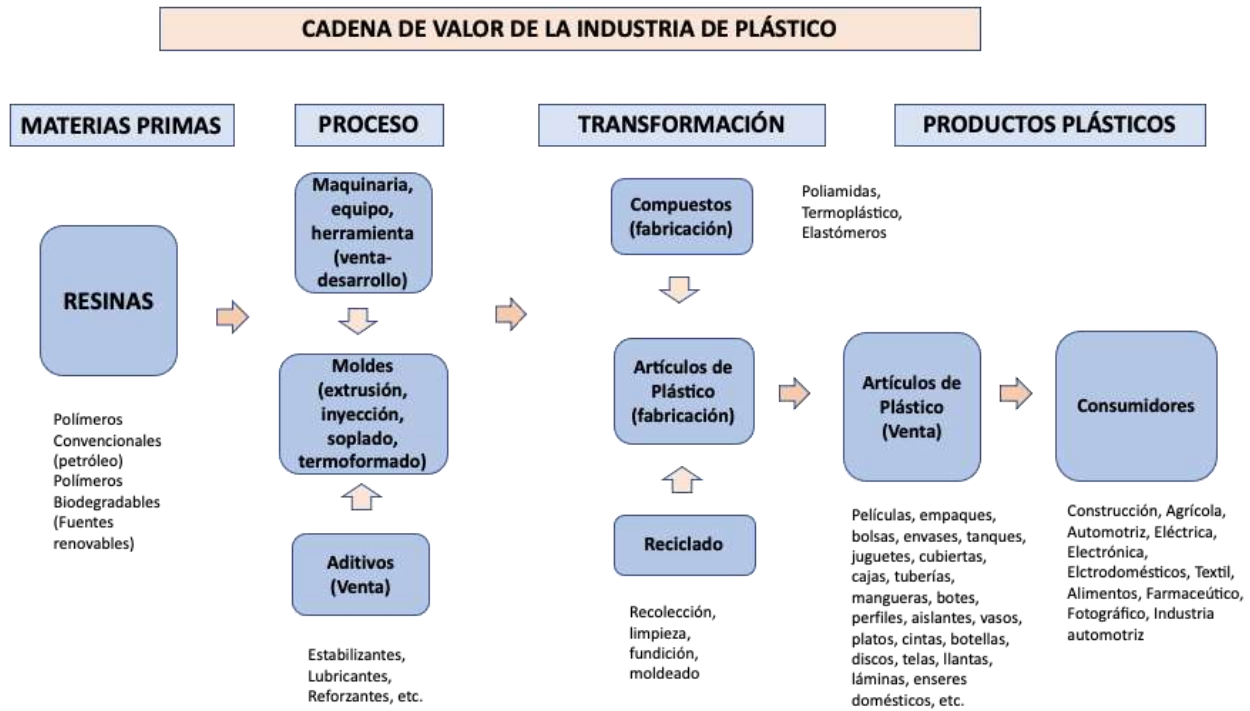 CADENA DE VALOR DE LA INDUSTRIA DE PLÁSTICO
MATERIAS PRIMAS
PROCESO
TRANSFORMACIÓN
PRODUCTOS PLÁSTICOS
RESINAS
Polímeros
Convencionales
(petróleo)
Polímeros
Biodegradables
(Fuentes
renovables)
Maquinaria,
equipo,
herramienta
(venta-
desarrollo)
Moldes
(extrusión,
inyección,
soplado,
termoformado)
Aditivos
(Venta)
Estabilizantes,
Lubricantes,
Reforzantes, etc.
Compuestos
(fabricación)
Poliamidas,
Termoplástico,
Elastómeros
Artículos de
Plástico
(fabricación)
Reciclado
Recolección,
limpieza,
fundición,
moldeado
Artículos de
Plástico
(Venta)
Películas, empaques,
bolsas, envases, tanques,
juguetes, cubiertas,
cajas, tuberías,
mangueras, botes,
perfiles, aislantes, vasos,
platos, cintas, botellas,
discos, telas, llantas,
láminas, enseres
domésticos, etc.
Consumidores
Construcción, Agrícola,
Automotriz, Eléctrica,
Electrónica,
Elctrodomésticos, Textil,
Alimentos, Farmaceútico,
Fotográfico, Industria
automotriz